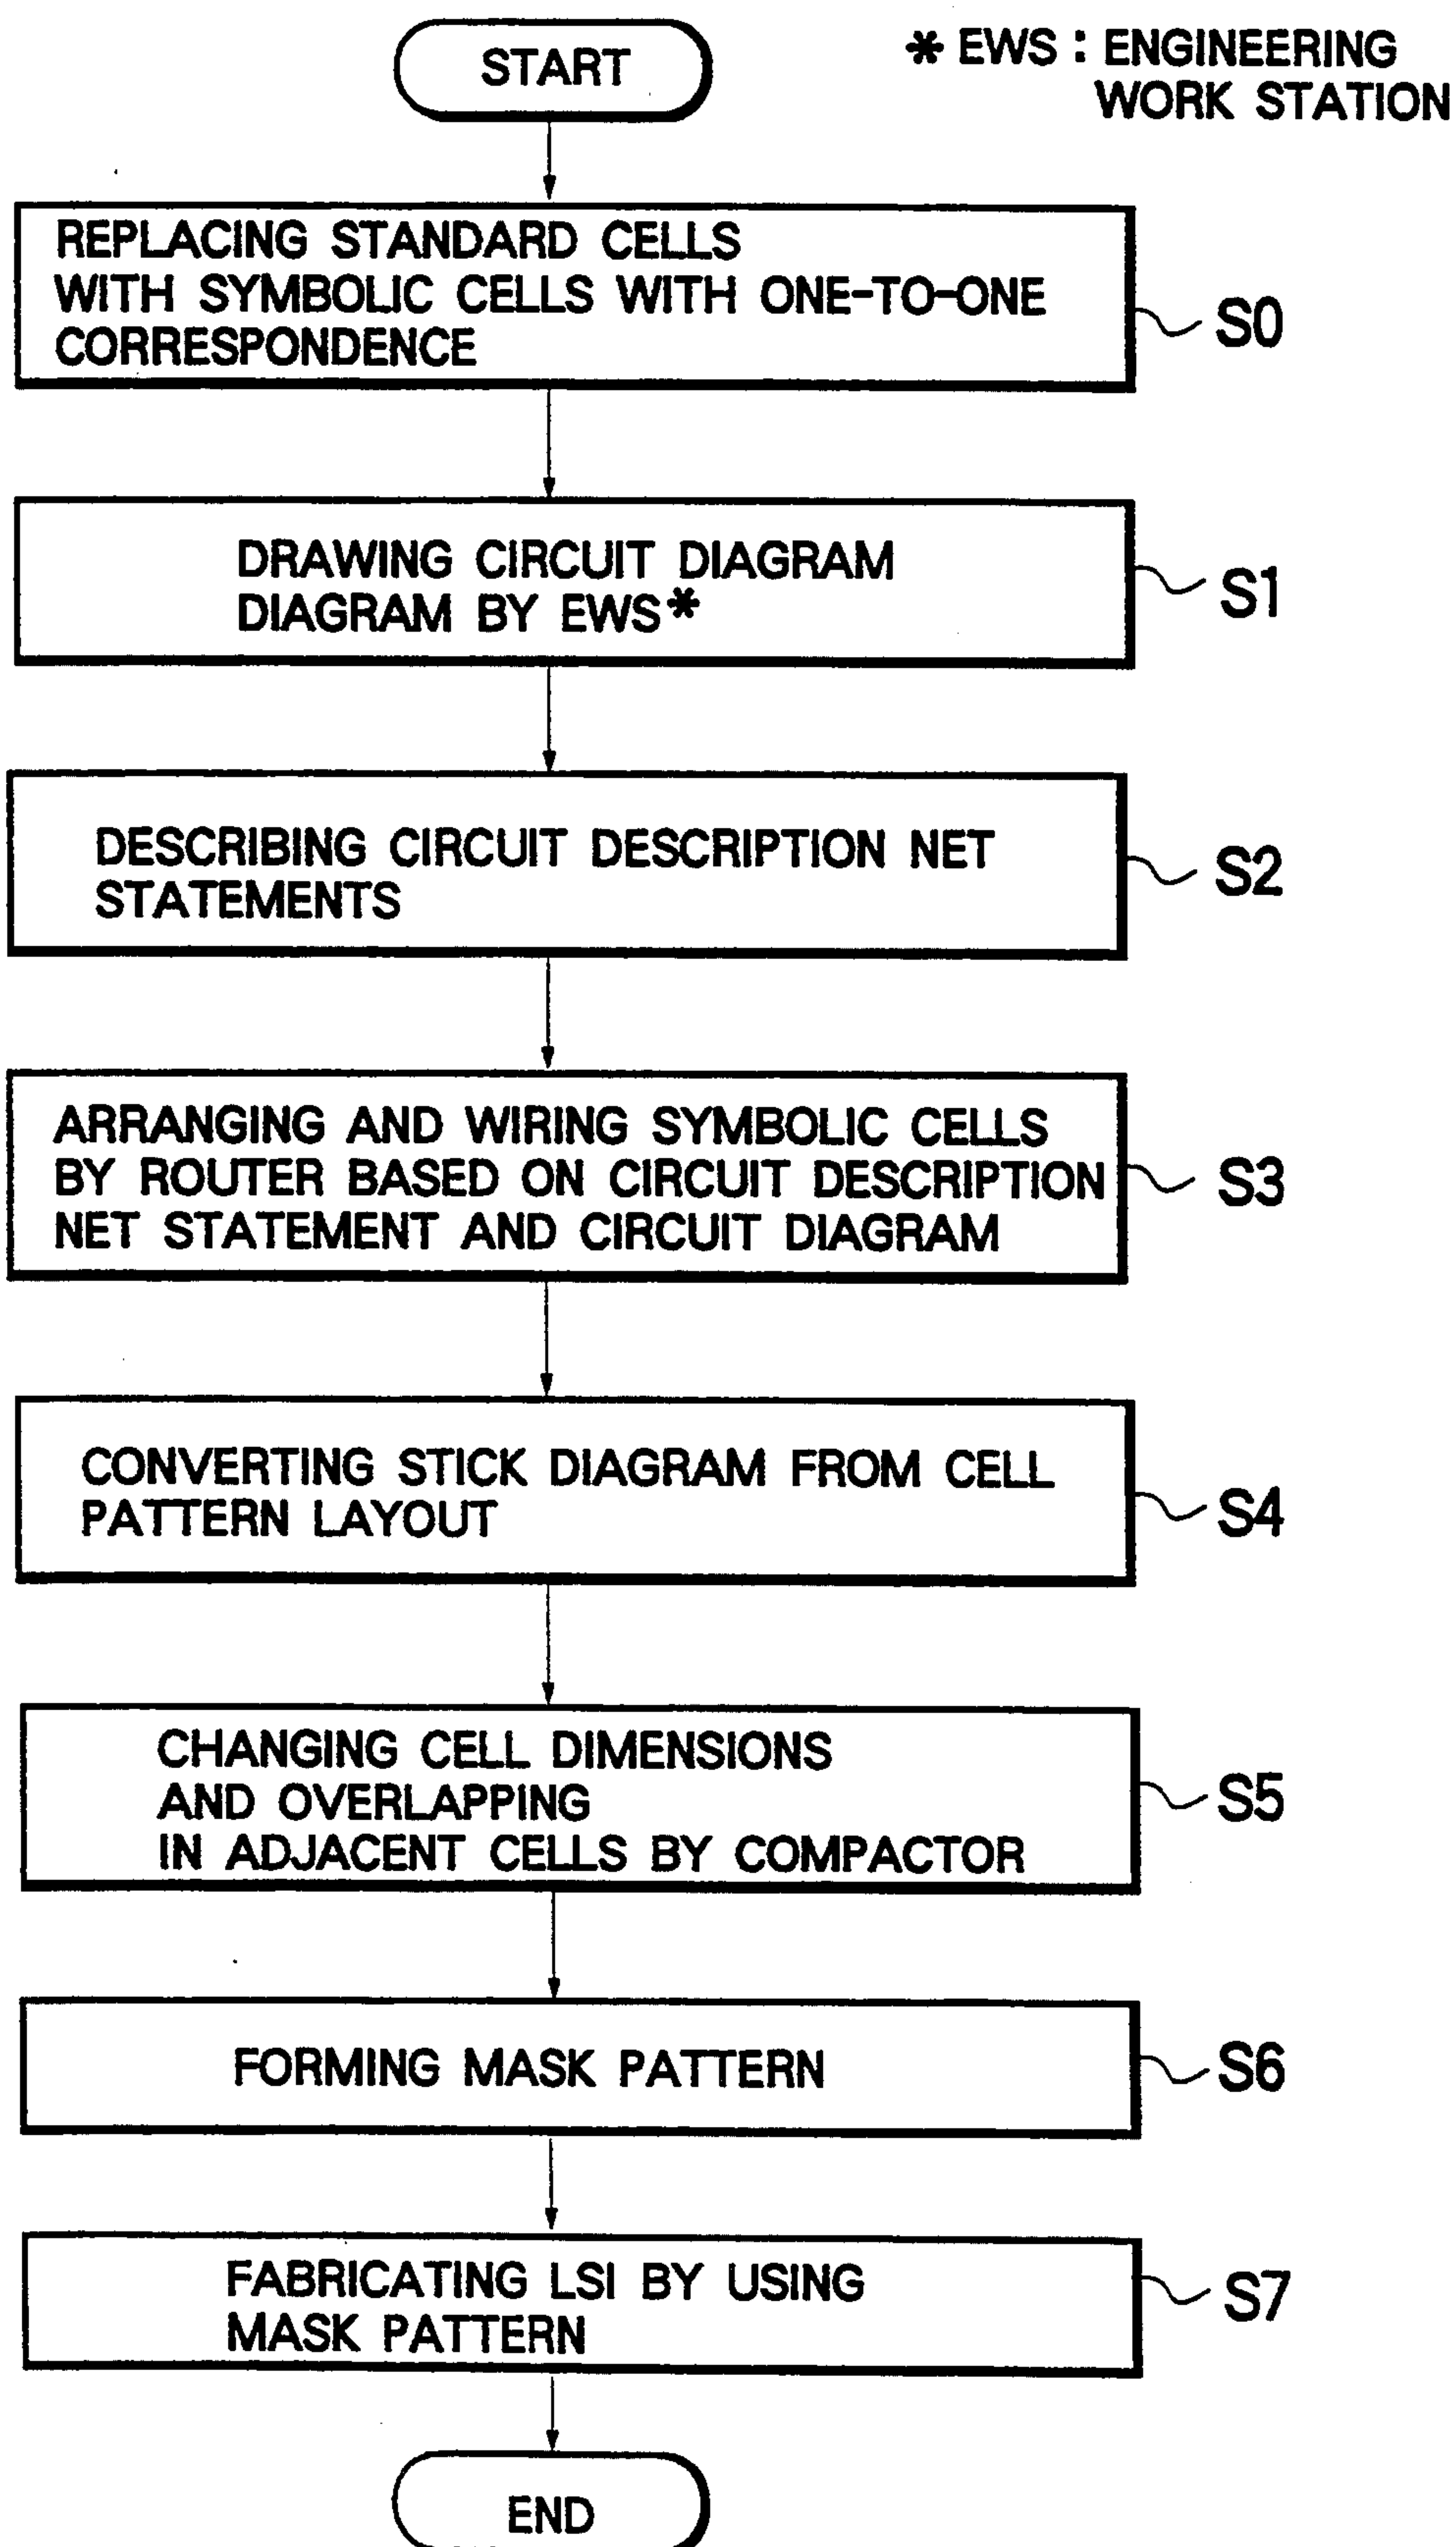 START
* EWS : ENGINEERING
WORK STATION
REPLACING STANDARD CELLS
WITH SYMBOLIC CELLS WITH ONE-TO-ONE
CORRESPONDENCE
S0
DRAWING CIRCUIT DIAGRAM
DIAGRAM BY EWS*
S1
DESCRIBING CIRCUIT DESCRIPTION NET
STATEMENTS
S2
ARRANGING AND WIRING SYMBOLIC CELLS
BY ROUTER BASED ON CIRCUIT DESCRIPTION
NET STATEMENT AND CIRCUIT DIAGRAM
S3
CONVERTING STICK DIAGRAM FROM CELL
PATTERN LAYOUT
S4
CHANGING CELL DIMENSIONS
AND OVERLAPPING
IN ADJACENT CELLS BY COMPACTOR
S5
FORMING MASK PATTERN
S6
FABRICATING LSI BY USING
MASK PATTERN
S7
END